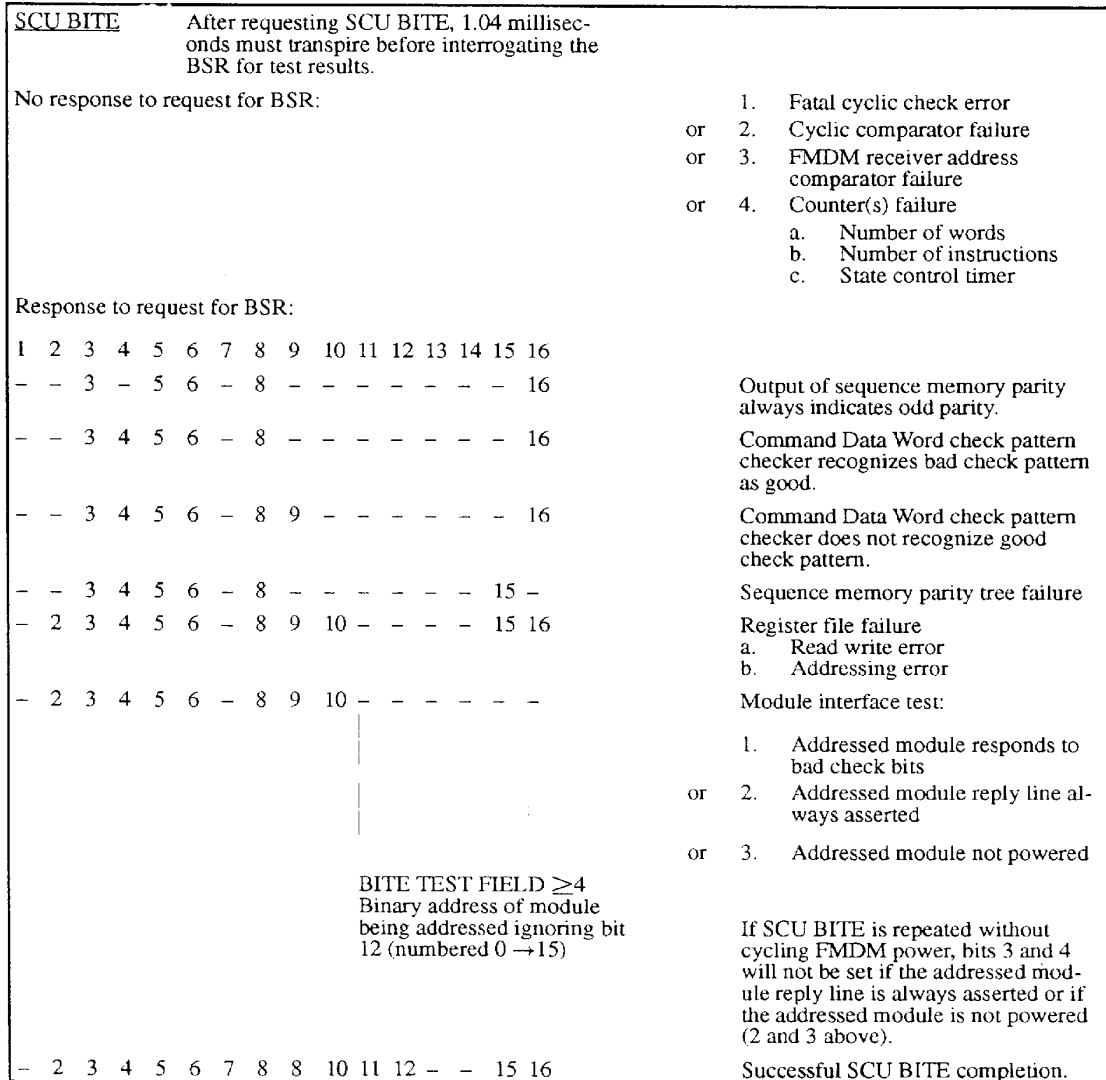 SCU BITE After requesting SCU BITE, 1.04 millisec-
onds must transpire before interrogating the
BSR for test results.
No response to request for BSR:
1. Fatal cyclic check error
or 2. Cyclic comparator failure
or 3. FMDM receiver address
comparator failure
or 4. Counter(s) failure
a. Number of words
b. Number of instructions
c. State control timer
Response to request for BSR:
1 2 3 4 5 6 7 8 9 10 11 12 13 14 15 16
– – 3 – 5 6 – 8 – – – – – – – 16 Output of sequence memory parity
always indicates odd parity.
– – 3 4 5 6 – 8 – – – – – – – 16 Command Data Word check pattern
checker recognizes bad check pattern
as good.
– – 3 4 5 6 – 8 9 – – – – – – 16 Command Data Word check pattern
checker does not recognize good
check pattern.
– – 3 4 5 6 – 8 – – – – – – 15 – Sequence memory parity tree failure
– 2 3 4 5 6 – 8 9 10 – – – – 15 16 Register file failure
a. Read write error
b. Addressing error
– 2 3 4 5 6 – 8 9 10 – – – – – – Module interface test:
1. Addressed module responds to
bad check bits
or 2. Addressed module reply line al-
ways asserted
or 3. Addressed module not powered
BITE TEST FIELD ≥4
Binary address of module
being addressed ignoring bit
12 (numbered 0 →15)
If SCU BITE is repeated without
cycling FMDM power, bits 3 and 4
will not be set if the addressed mod-
ule reply line is always asserted or if
the addressed module is not powered
(2 and 3 above).
– 2 3 4 5 6 7 8 8 10 11 12 – – 15 16 Successful SCU BITE completion.